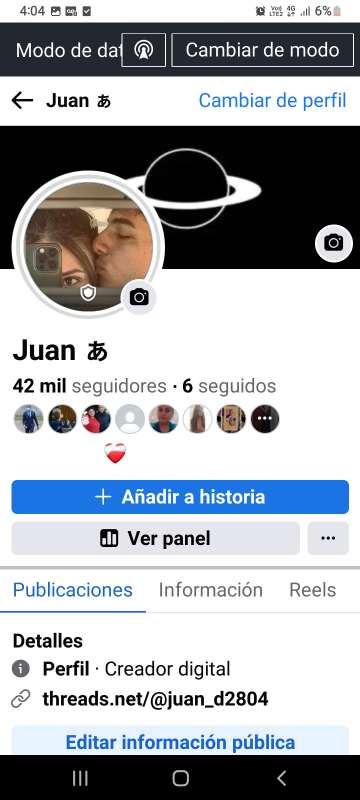 4:04 Vo) LTE2 4G 6%
Modo de dat Cambiar de modo
Juan あ Cambiar de perfil
Juan あ
42 mil seguidores · 6 seguidos
+ Añadir a historia
Ver panel ...
Publicaciones Información Reels
Detalles
Perfil · Creador digital
threads.net/@juan_d2804
Editar información pública